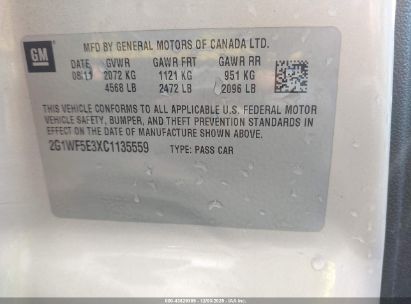 GM
MFD BY GENERAL MOTORS OF CANADA LTD.
DATE GVWR GAWR FRT GAWR RR
08/11 2072 KG 1121 KG 951 KG
4568 LB 2472 LB 2096 LB
THIS VEHICLE CONFORMS TO ALL APPLICABLE U.S. FEDERAL MOTOR
VEHICLE SAFETY, BUMPER, AND THEFT PREVENTION STANDARDS
IN EFFECT ON THE DATE OF MANUFACTURE SHOWN ABOVE.
2G1WF5E3XC1135559 TYPE: PASS CAR